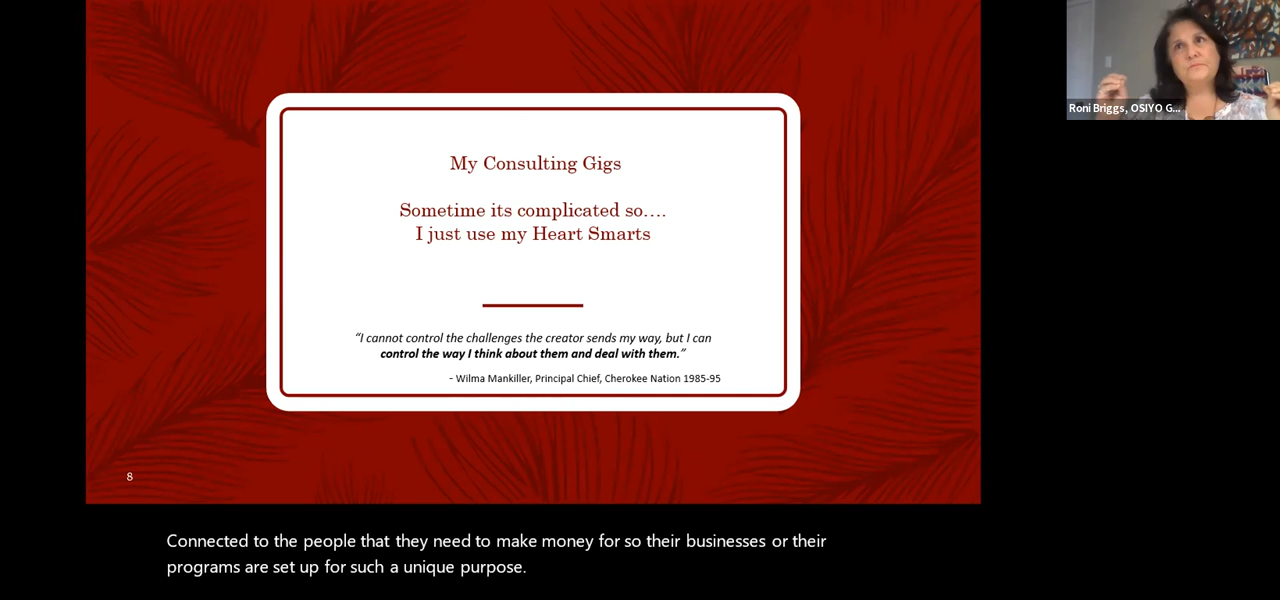 My Consulting Gigs
Sometime its complicated so....
I just use my Heart Smarts
“I cannot control the challenges the creator sends my way, but I can
control the way I think about them and deal with them.”
- Wilma Mankiller, Principal Chief, Cherokee Nation 1985-95
8
Roni Briggs, OSIYO G...
Connected to the people that they need to make money for so their businesses or their
programs are set up for such a unique purpose.